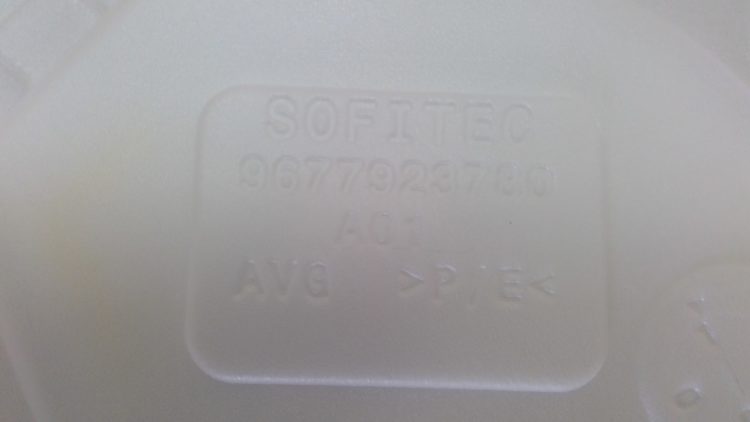 SOFITEC
9677923780
A01
AVG >P/E<